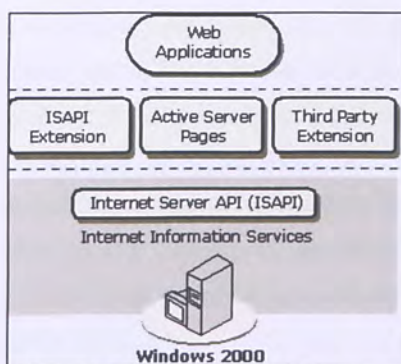 Web
Applications
ISAPI
Extension
Active Server
Pages
Third Party
Extension
Internet Server API (ISAPI)
Internet Information Services
Windows 2000